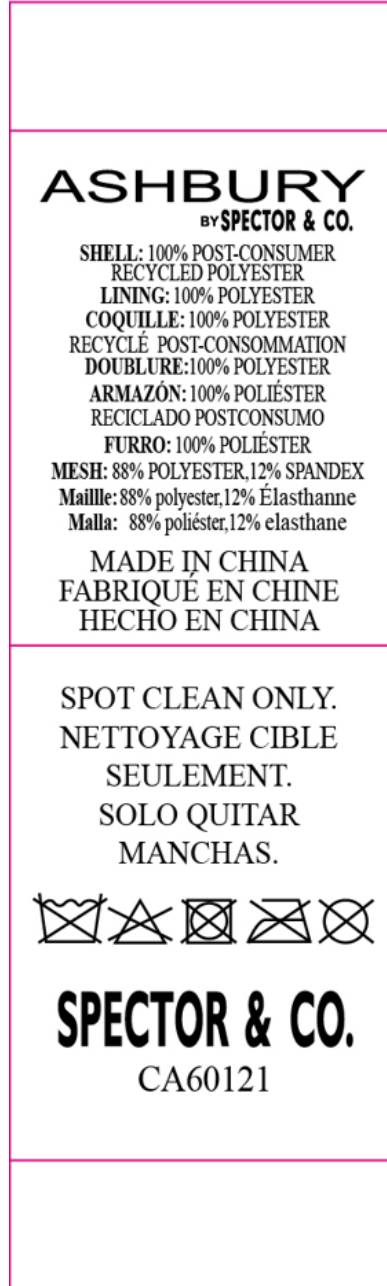 ASHBURY
BY SPECTOR & CO.
SHELL: 100% POST-CONSUMER
RECYCLED POLYESTER
LINING: 100% POLYESTER
COQUILLE: 100% POLYESTER
RECYCLÉ POST-CONSOMMATION
DOUBLURE:100% POLYESTER
ARMAZÓN: 100% POLIÉSTER
RECICLADO POSTCONSUMO
FURRO: 100% POLIÉSTER
MESH: 88% POLYESTER,12% SPANDEX
Maillle: 88% polyester,12% Élasthanne
Malla: 88% poliéster,12% elasthane
MADE IN CHINA
FABRIQUÉ EN CHINE
HECHO EN CHINA
SPOT CLEAN ONLY.
NETTOYAGE CIBLE
SEULEMENT.
SOLO QUITAR
MANCHAS.
SPECTOR & CO.
CA60121